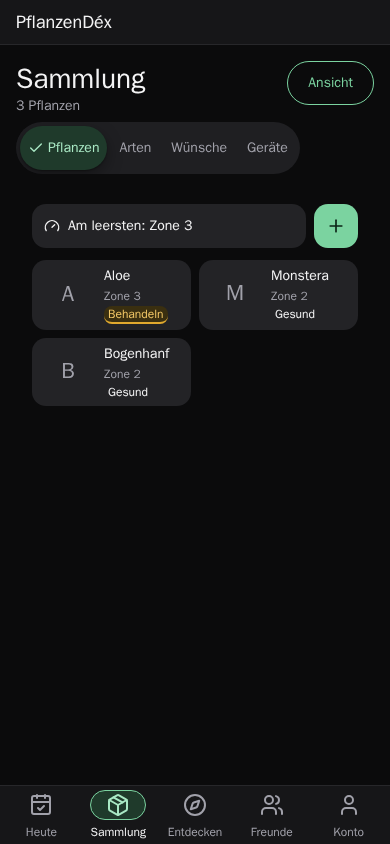 PflanzenDéx
Sammlung
Ansicht
3 Pflanzen
Pflanzen Arten Wünsche Geräte
Am leersten: Zone 3
A
Aloe
Zone 3
Behandeln
M
Monstera
Zone 2
Gesund
B
Bogenhanf
Zone 2
Gesund
Heute Sammlung Entdecken Freunde Konto